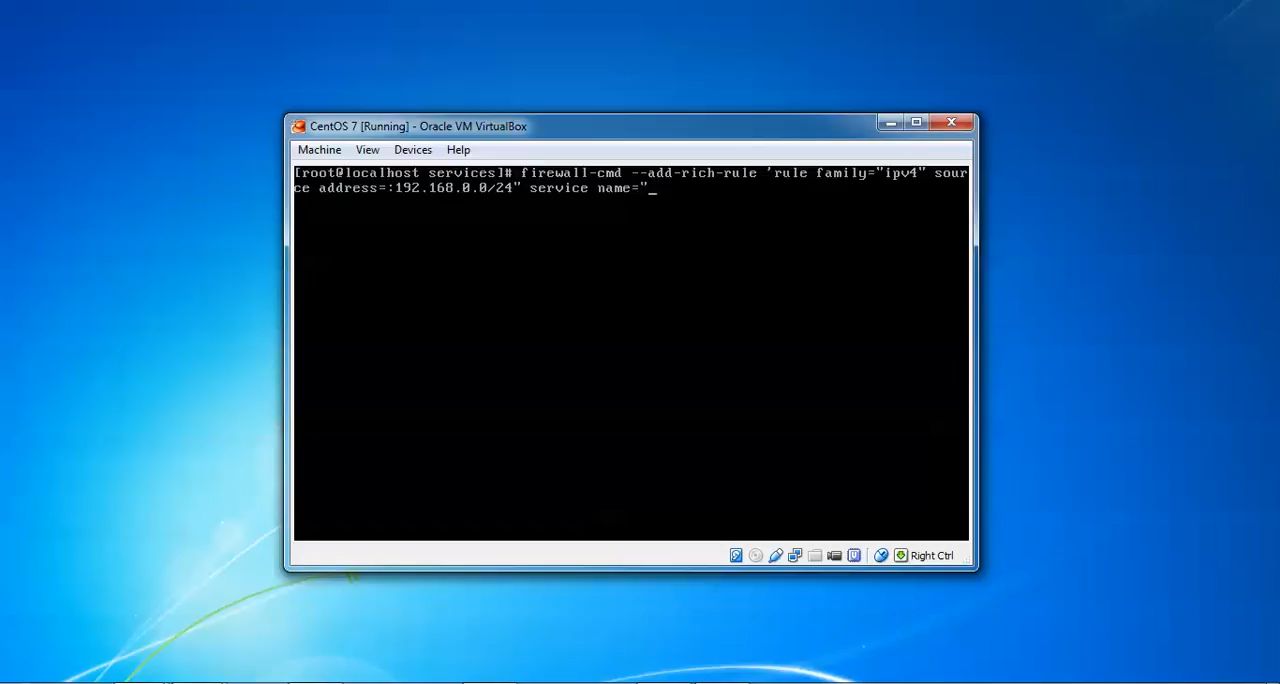 CentOS 7 [Running] - Oracle VM VirtualBox
Machine View Devices Help
[root@localhost services]# firewall-cmd --add-rich-rule 'rule family="ipv4" sour
ce address=:192.168.0.0/24" service name="_
Right Ctrl